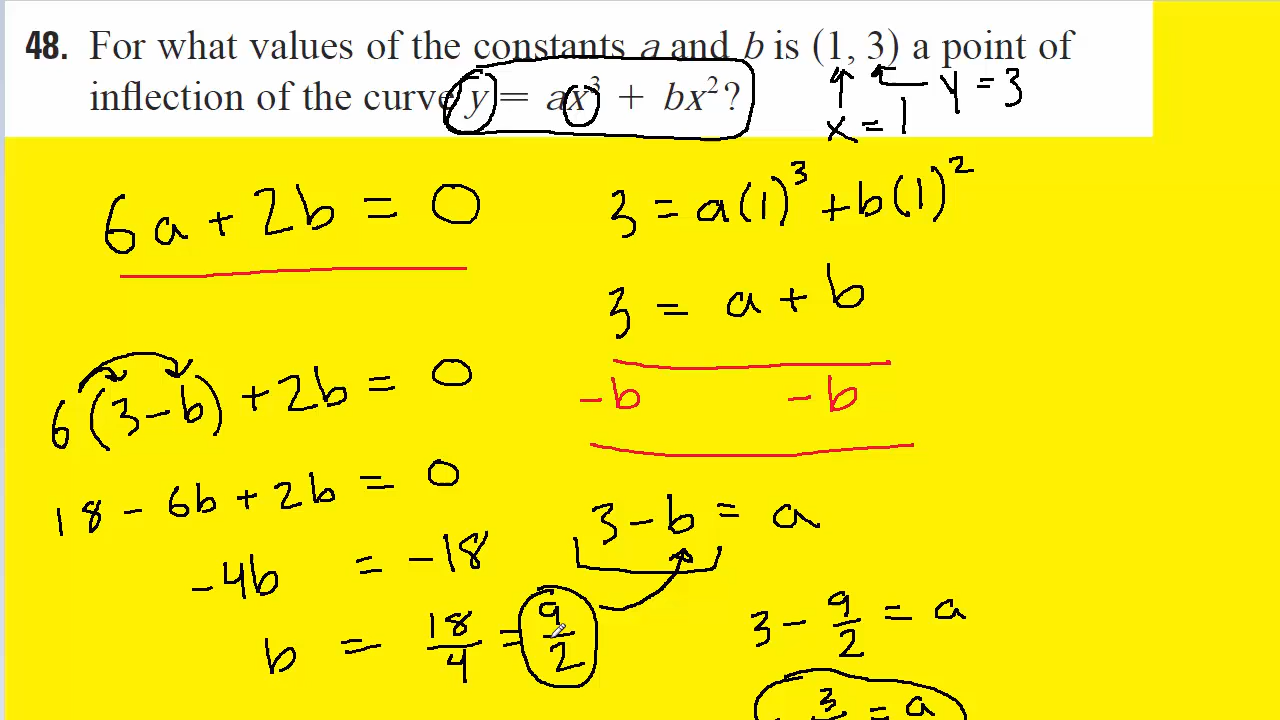 48. For what values of the constants a and b is (1, 3) a point of
inflection of the curve y = ax³ + bx²?
y = 3
x = 1
6a + 2b = 0
3 = a(1)³ + b(1)²
3 = a + b
-b -b
6(3 - b) + 2b = 0
18 - 6b + 2b = 0
3 - b = a
-4b = -18
b = 18/4 = 9/2
3 - 9/2 = a
3 = a